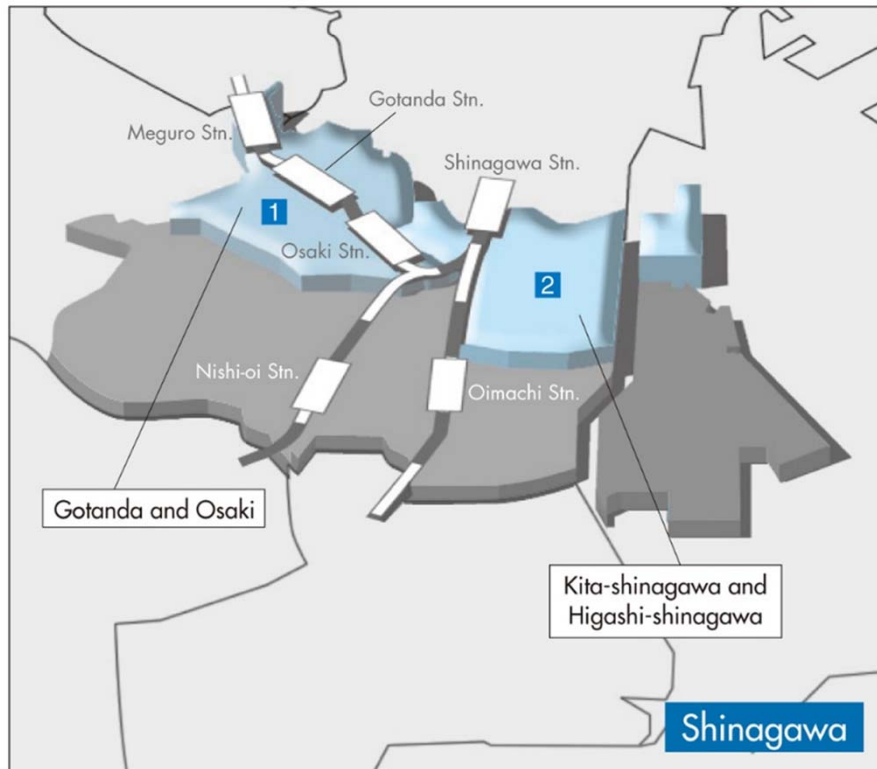 Gotanda Stn.
Meguro Stn.
Shinagawa Stn.
1
Osaki Stn.
2
Nishi-oi Stn.
Oimachi Stn.
Gotanda and Osaki
Kita-shinagawa and
Higashi-shinagawa
Shinagawa